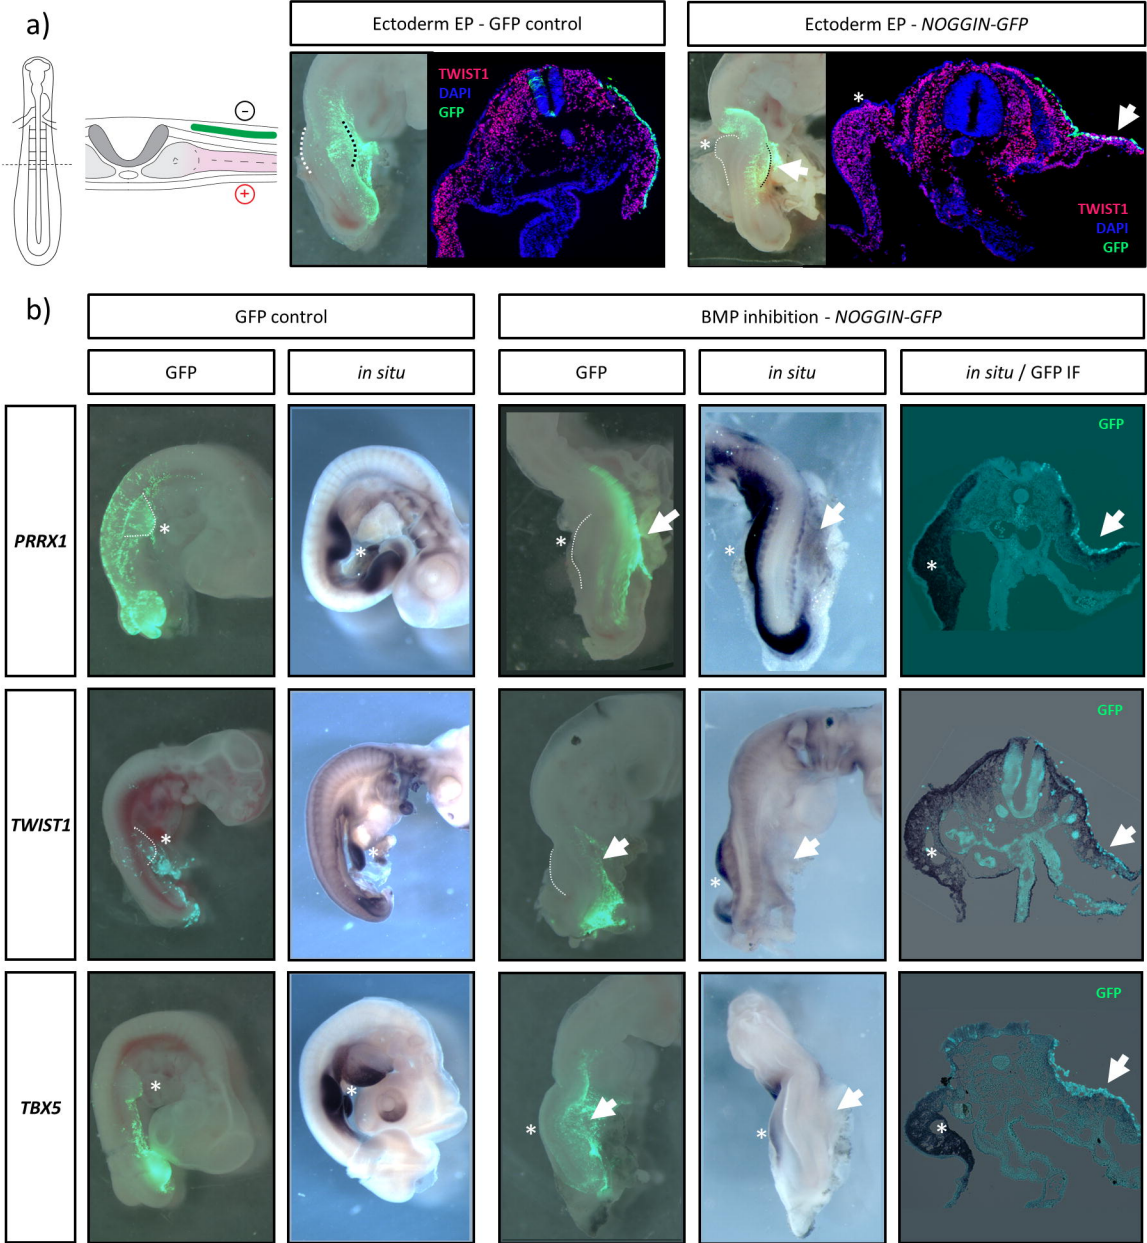 a)
Ectoderm EP - GFP control
Ectoderm EP - NOGGIN-GFP
−
+
TWIST1
DAPI
GFP
*
*
TWIST1
DAPI
GFP
b)
GFP control
BMP inhibition - NOGGIN-GFP
GFP
in situ
GFP
in situ
in situ / GFP IF
PRRX1
*
*
*
*
GFP
*
TWIST1
*
*
*
GFP
*
TBX5
*
*
*
*
GFP
*